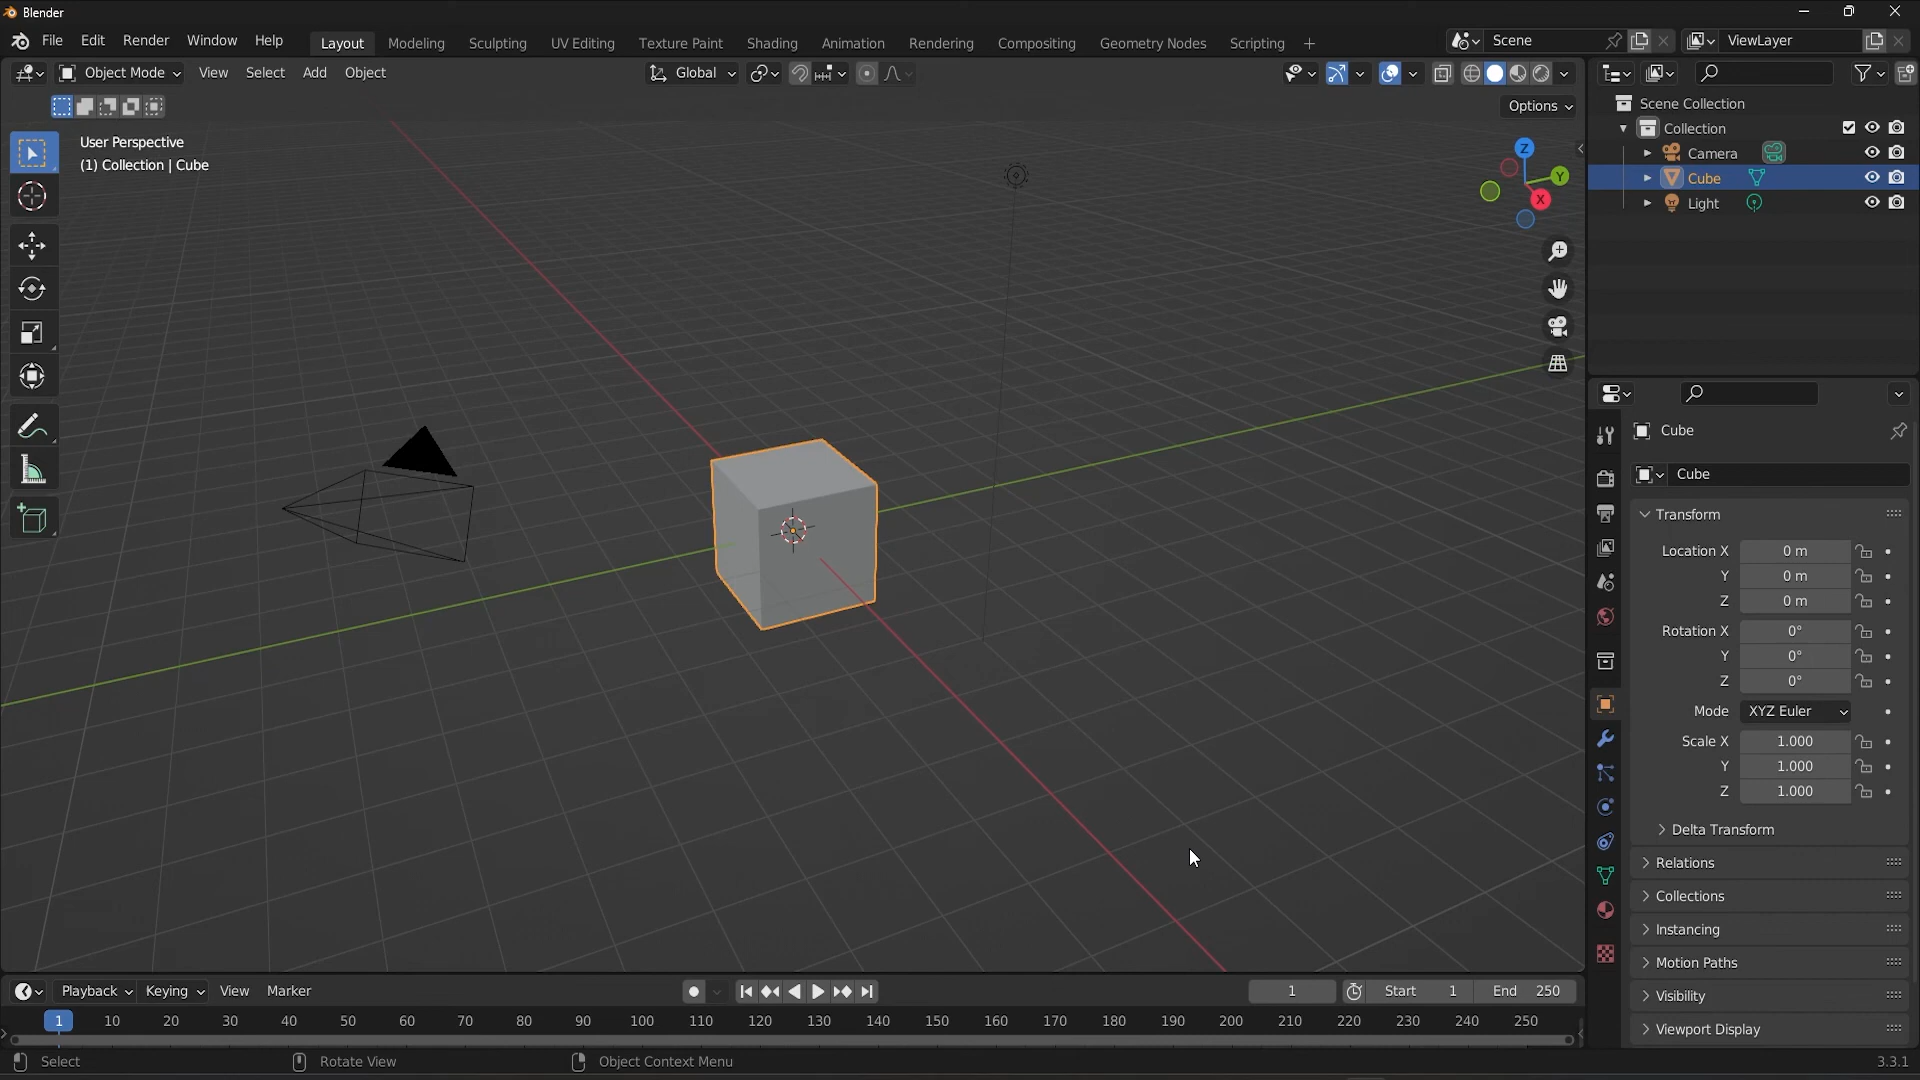 Blender
File Edit Render Window Help Layout Modeling Sculpting UV Editing Texture Paint Shading Animation Rendering Compositing Geometry Nodes Scripting + Scene ViewLayer
Object Mode View Select Add Object Global
Options
User Perspective
(1) Collection | Cube
Z
Y
X
Scene Collection
Collection
Camera
Cube
Light
Cube
Cube
Transform
Location X 0 m
Y 0 m
Z 0 m
Rotation X 0°
Y 0°
Z 0°
Mode XYZ Euler
Scale X 1.000
Y 1.000
Z 1.000
Delta Transform
Relations
Collections
Instancing
Motion Paths
Visibility
Viewport Display
Playback Keying View Marker 1 Start 1 End 250
1 10 20 30 40 50 60 70 80 90 100 110 120 130 140 150 160 170 180 190 200 210 220 230 240 250
Select Rotate View Object Context Menu 3.3.1